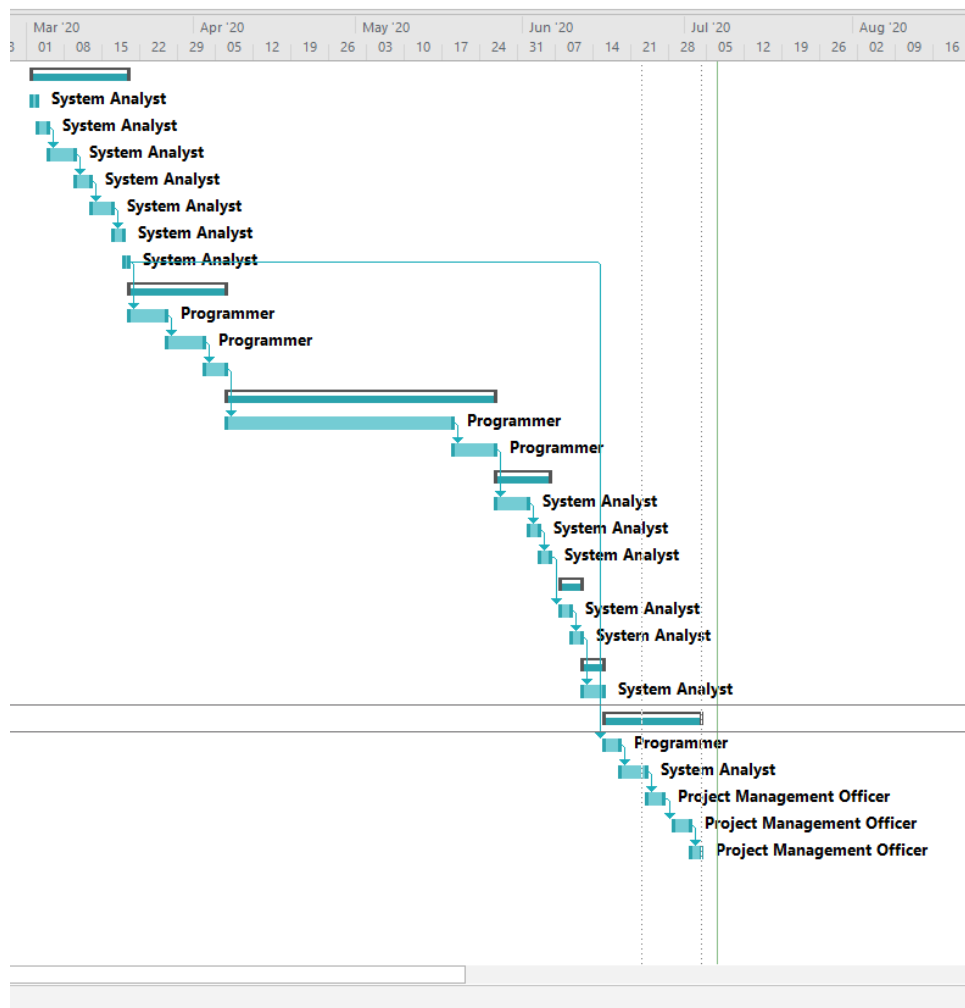 Mar '20 Apr '20 May '20 Jun '20 Jul '20 Aug '20
01 08 15 22 29 05 12 19 26 03 10 17 24 31 07 14 21 28 05 12 19 26 02 09 16
System Analyst
System Analyst
System Analyst
System Analyst
System Analyst
System Analyst
System Analyst
Programmer
Programmer
Programmer
Programmer
System Analyst
System Analyst
System Analyst
System Analyst
System Analyst
System Analyst
Programmer
System Analyst
Project Management Officer
Project Management Officer
Project Management Officer